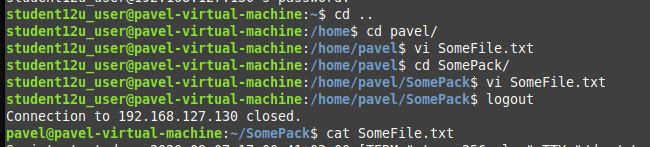 student12u_user@pavel-virtual-machine:~$ cd ..
student12u_user@pavel-virtual-machine:/home$ cd pavel/
student12u_user@pavel-virtual-machine:/home/pavel$ vi SomeFile.txt
student12u_user@pavel-virtual-machine:/home/pavel$ cd SomePack/
student12u_user@pavel-virtual-machine:/home/pavel/SomePack$ vi SomeFile.txt
student12u_user@pavel-virtual-machine:/home/pavel/SomePack$ logout
Connection to 192.168.127.130 closed.
pavel@pavel-virtual-machine:~/SomePack$ cat SomeFile.txt